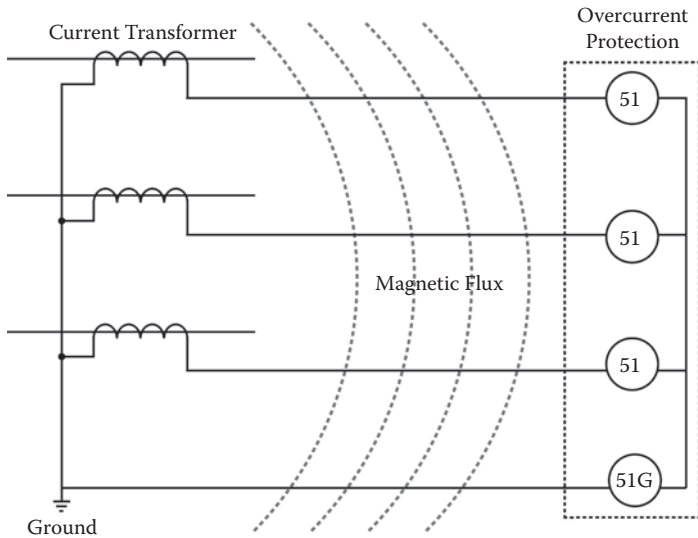 Current Transformer
Overcurrent
Protection
51
51
Magnetic Flux
51
51G
Ground